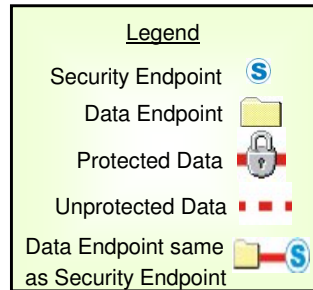 Legend
Security Endpoint S
Data Endpoint
Protected Data
Unprotected Data
Data Endpoint same S
as Security Endpoint